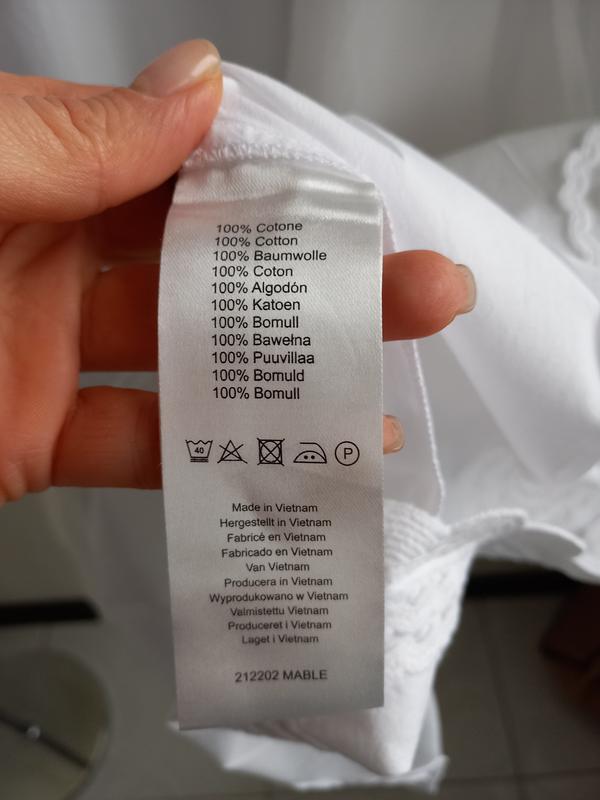 100% Cotone
100% Cotton
100% Baumwolle
100% Coton
100% Algodón
100% Katoen
100% Bomull
100% Bawełna
100% Puuvillaa
100% Bomuld
100% Bomull
40 P
Made in Vietnam
Hergestellt in Vietnam
Fabricé en Vietnam
Fabricado en Vietnam
Van Vietnam
Producera in Vietnam
Wyprodukowano w Vietnam
Valmistettu Vietnam
Produceret i Vietnam
Laget i Vietnam
212202 MABLE